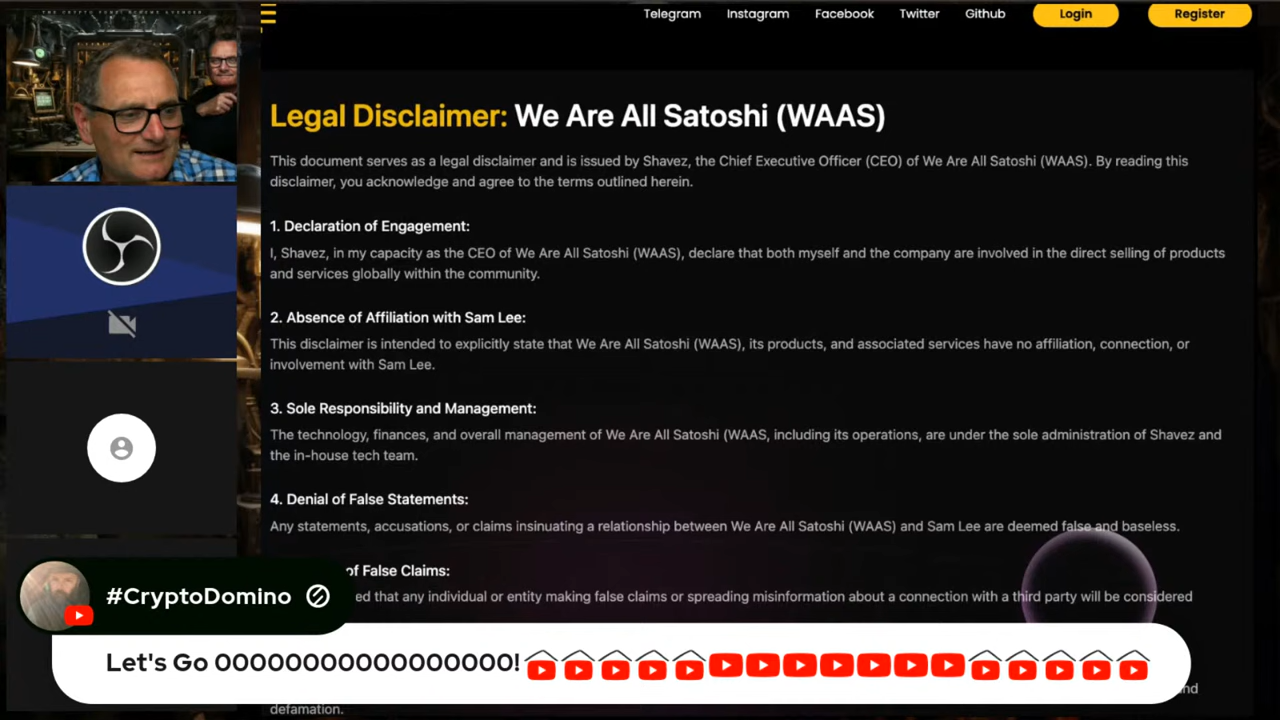 THE CRYPTO PONZI SCHEME AVENGER
Telegram Instagram Facebook Twitter Github Login Register
Legal Disclaimer: We Are All Satoshi (WAAS)
This document serves as a legal disclaimer and is issued by Shavez, the Chief Executive Officer (CEO) of We Are All Satoshi (WAAS). By reading this
disclaimer, you acknowledge and agree to the terms outlined herein.
1. Declaration of Engagement:
I, Shavez, in my capacity as the CEO of We Are All Satoshi (WAAS), declare that both myself and the company are involved in the direct selling of products
and services globally within the community.
2. Absence of Affiliation with Sam Lee:
This disclaimer is intended to explicitly state that We Are All Satoshi (WAAS), its products, and associated services have no affiliation, connection, or
involvement with Sam Lee.
3. Sole Responsibility and Management:
The technology, finances, and overall management of We Are All Satoshi (WAAS, including its operations, are under the sole administration of Shavez and
the in-house tech team.
4. Denial of False Statements:
Any statements, accusations, or claims insinuating a relationship between We Are All Satoshi (WAAS) and Sam Lee are deemed false and baseless.
of False Claims:
ed that any individual or entity making false claims or spreading misinformation about a connection with a third party will be considered
#CryptoDomino
Let's Go OOOOOOOOOOOOOOOOO!
defamation.